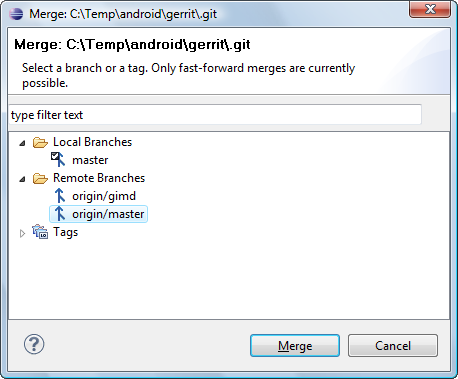 Merge: C:\Temp\android\gerrit\.git
Merge: C:\Temp\android\gerrit\.git
Select a branch or a tag. Only fast-forward merges are currently
possible.
type filter text
Local Branches
master
Remote Branches
origin/gimd
origin/master
Tags
Merge
Cancel